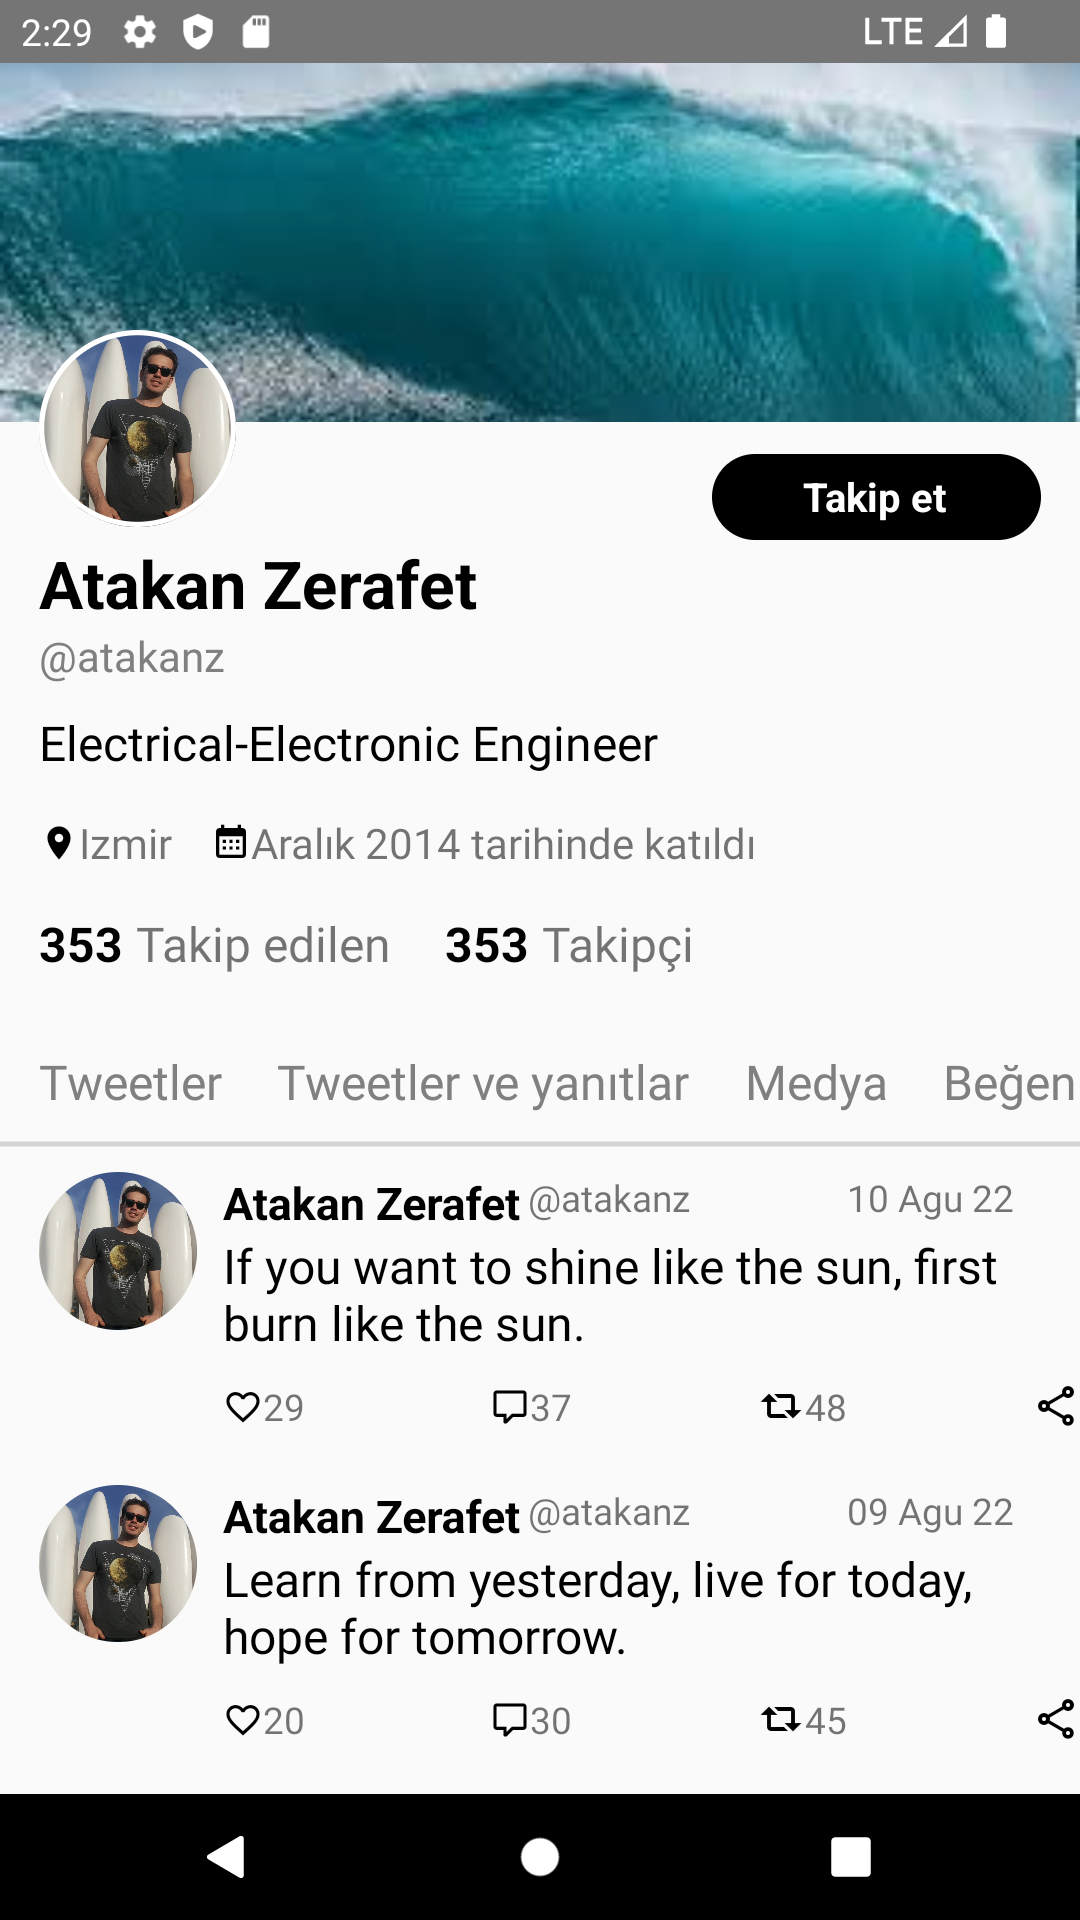 2:29 LTE
Takip et
Atakan Zerafet
@atakanz
Electrical-Electronic Engineer
Izmir Aralık 2014 tarihinde katıldı
353 Takip edilen 353 Takipçi
Tweetler Tweetler ve yanıtlar Medya Beğen
Atakan Zerafet @atakanz 10 Agu 22
If you want to shine like the sun, first
burn like the sun.
29 37 48
Atakan Zerafet @atakanz 09 Agu 22
Learn from yesterday, live for today,
hope for tomorrow.
20 30 45